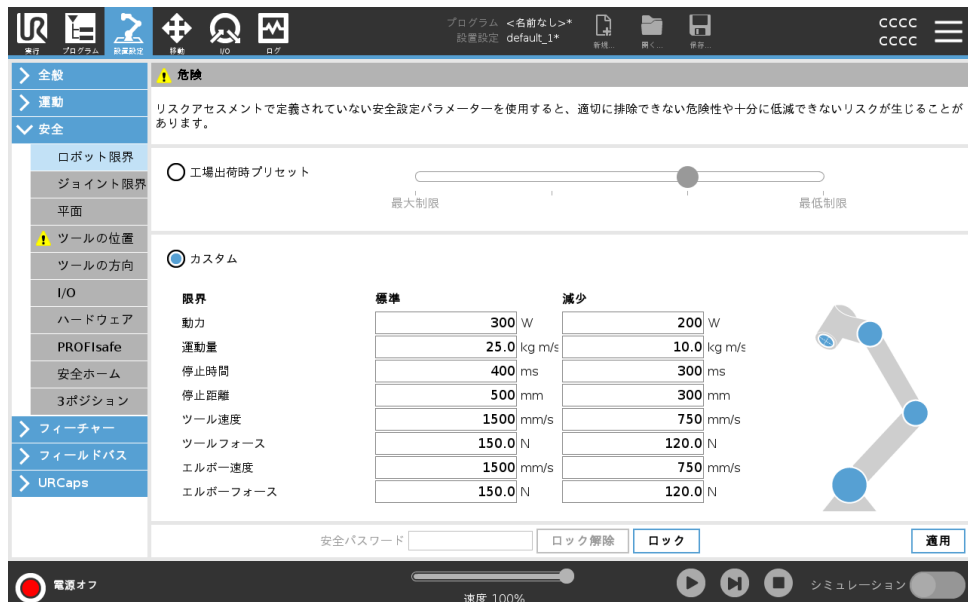 UR
実行
プログラム
設置設定
移動
I/O
ログ
プログラム <名前なし>*
設置設定 default_1*
新規...
開く...
保存...
CCCC
CCCC
全般
運動
安全
ロボット限界
ジョイント限界
平面
ツールの位置
ツールの方向
I/O
ハードウェア
PROFIsafe
安全ホーム
3ポジション
フィーチャー
フィールドバス
URCaps
危険
リスクアセスメントで定義されていない安全設定パラメーターを使用すると、適切に排除できない危険性や十分に低減できないリスクが生じることが
あります。
工場出荷時プリセット
最大制限 最低制限
カスタム
限界 標準 減少
動力 300 W 200 W
運動量 25.0 kg m/s 10.0 kg m/s
停止時間 400 ms 300 ms
停止距離 500 mm 300 mm
ツール速度 1500 mm/s 750 mm/s
ツールフォース 150.0 N 120.0 N
エルボー速度 1500 mm/s 750 mm/s
エルボーフォース 150.0 N 120.0 N
安全パスワード ロック解除 ロック 適用
電源オフ
速度 100%
シミュレーション